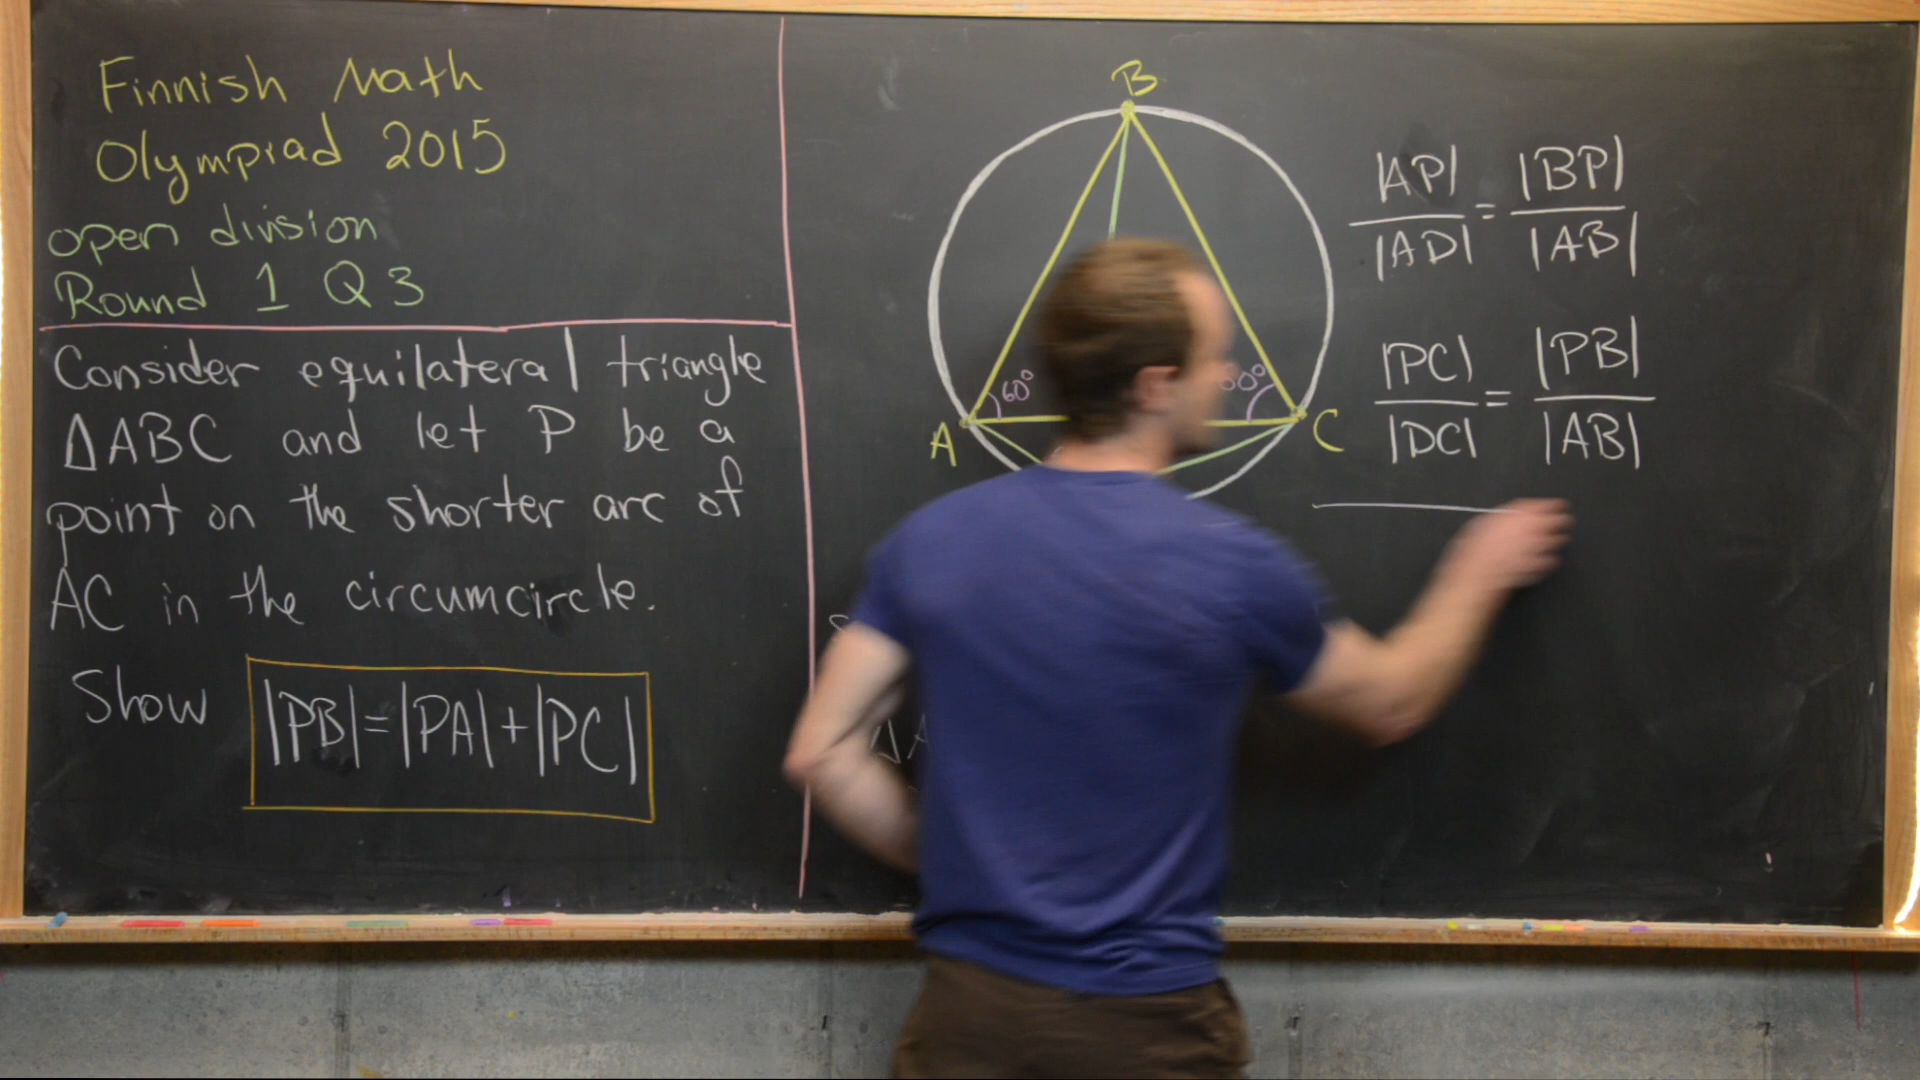 Finnish Math
Olympiad 2015
open division
Round 1 Q3
Consider equilateral triangle
ΔABC and let P be a
point on the shorter arc of
AC in the circumcircle.
Show |PB|=|PA|+|PC|
B
60°
60°
A
C
|AP|/|AD| = |BP|/|AB|
|PC|/|DC| = |PB|/|AB|